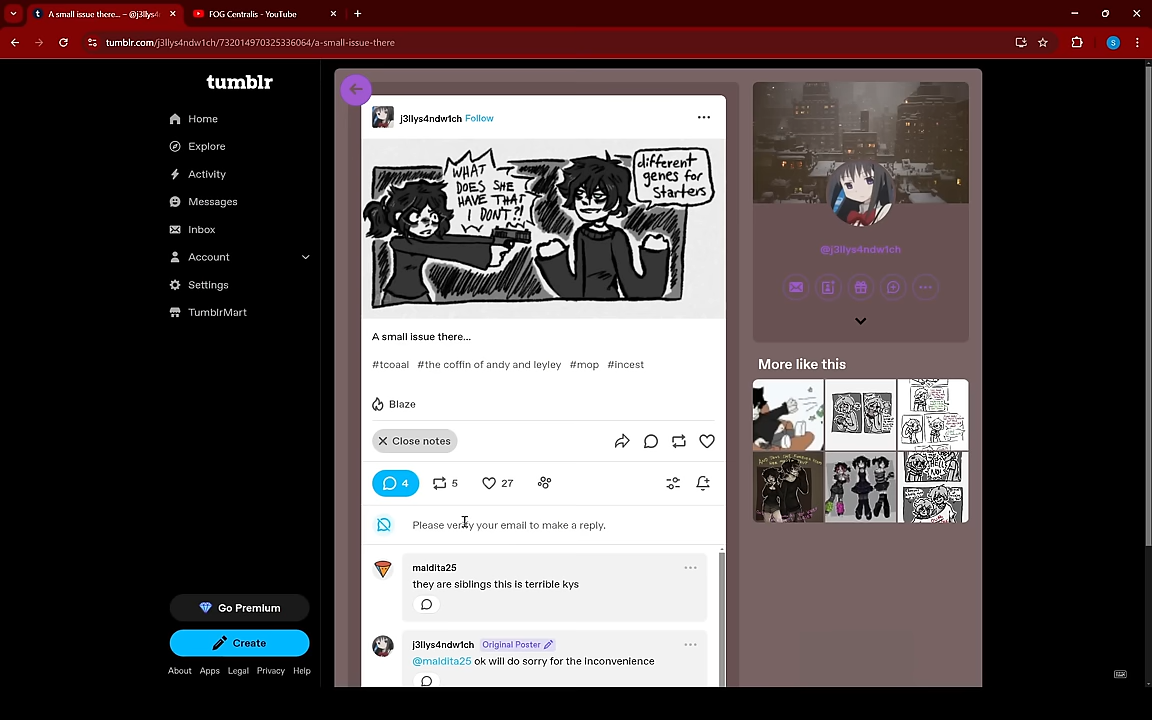 A small issue there... – @j3llys4
FOG Centralis - YouTube
tumblr.com/j3llys4ndw1ch/732014970325336064/a-small-issue-there
S
tumblr
Home
Explore
Activity
Messages
Inbox
Account
Settings
TumblrMart
Go Premium
Create
About Apps Legal Privacy Help
j3llys4ndw1ch Follow
WHAT
DOES SHE
HAVE THAT
I DON'T?!
different
genes for
starters
A small issue there...
#tcoaal #the coffin of andy and leyley #mop #incest
Blaze
Close notes
4 5 27
Please verify your email to make a reply.
maldita25
they are siblings this is terrible kys
j3llys4ndw1ch Original Poster
@maldita25 ok will do sorry for the inconvenience
@j3llys4ndw1ch
More like this